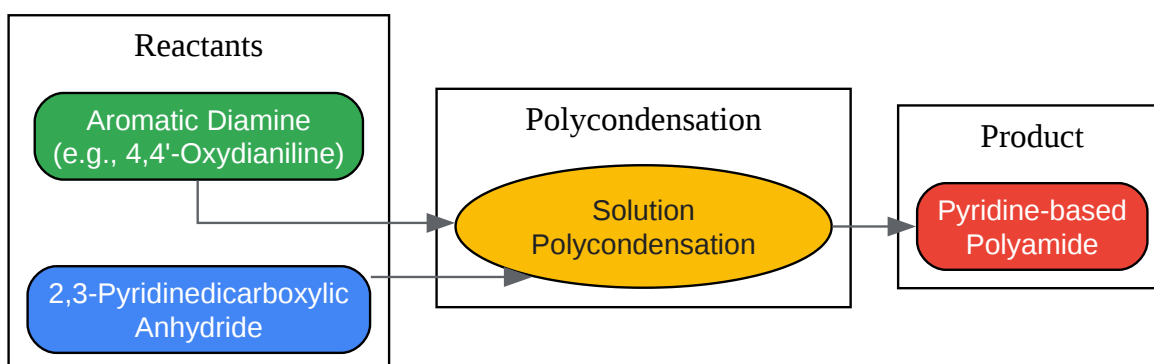 Reactants
Aromatic Diamine
(e.g., 4,4'-Oxydianiline)
2,3-Pyridinedicarboxylic
Anhydride
Polycondensation
Solution
Polycondensation
Product
Pyridine-based
Polyamide